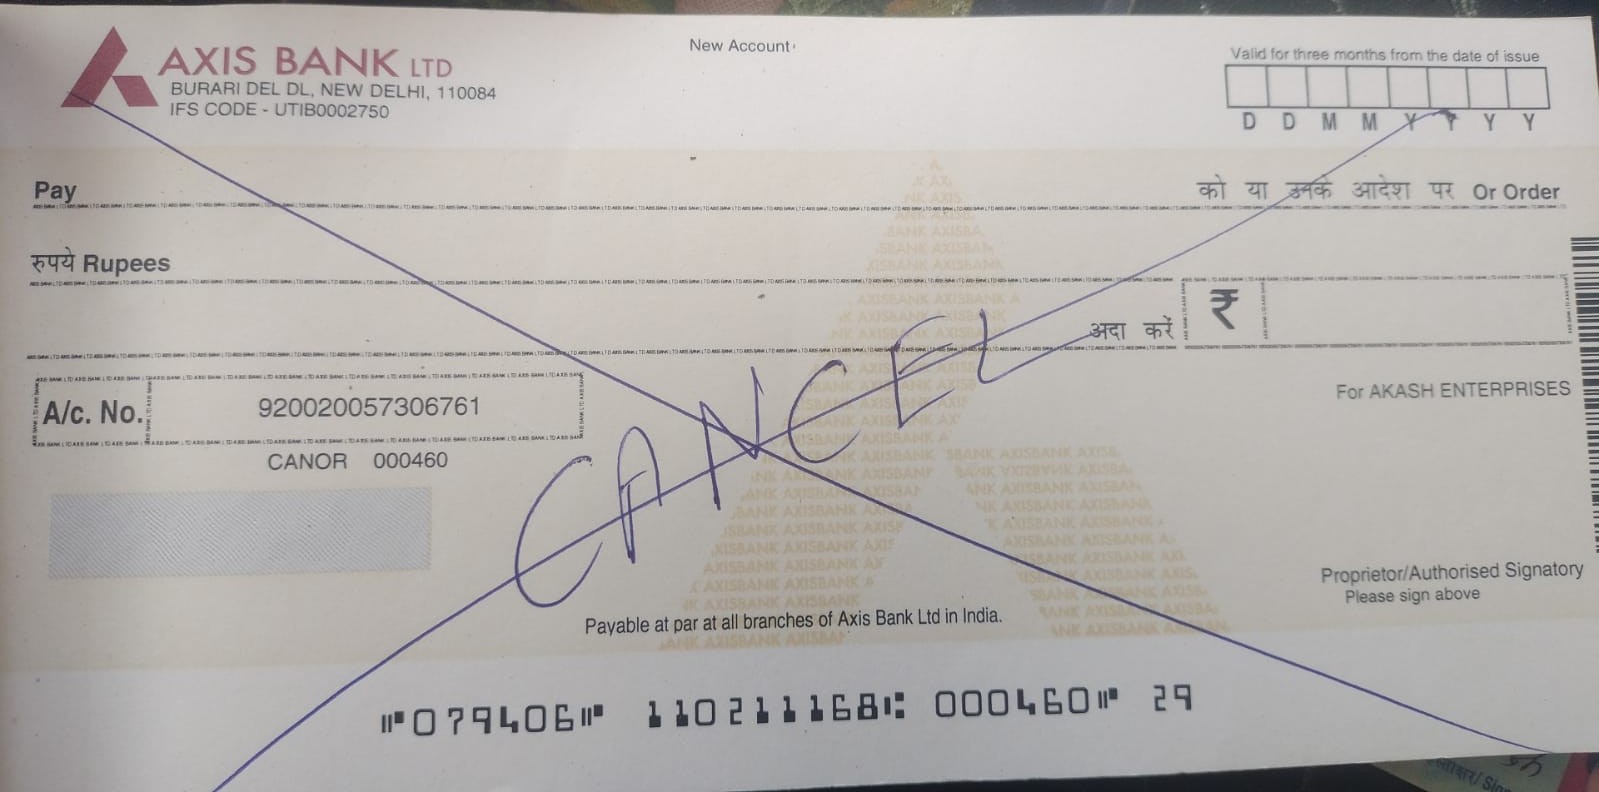 AXIS BANK LTD
BURARI DEL DL, NEW DELHI, 110084
IFS CODE - UTIB0002750
New Account
Valid for three months from the date of issue
D D M M Y Y Y Y
Pay
को या उनके आदेश पर Or Order
रुपये Rupees
अदा करें ₹
A/c. No. 920020057306761
CANOR 000460
For AKASH ENTERPRISES
CANCEL
Proprietor/Authorised Signatory
Please sign above
Payable at par at all branches of Axis Bank Ltd in India.
⑈079406⑈ 110211168⑆ 000460⑈ 29